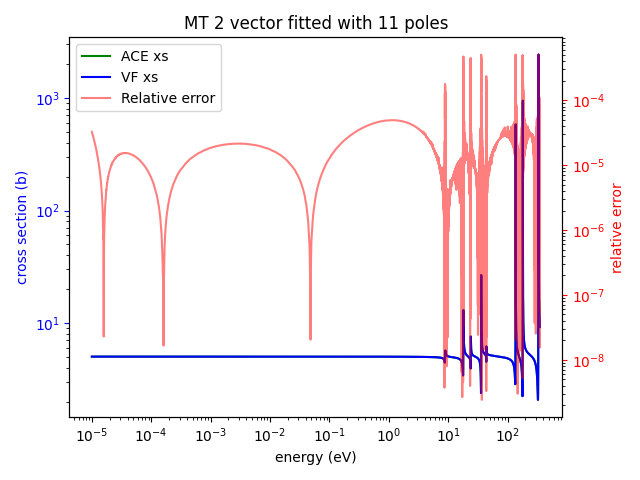 MT 2 vector fitted with 11 poles
ACE xs
VF xs
Relative error
cross section (b)
10³
10²
10¹
10⁻⁴
10⁻⁵
10⁻⁶
10⁻⁷
10⁻⁸
relative error
10⁻⁵ 10⁻⁴ 10⁻³ 10⁻² 10⁻¹ 10⁰ 10¹ 10²
energy (eV)